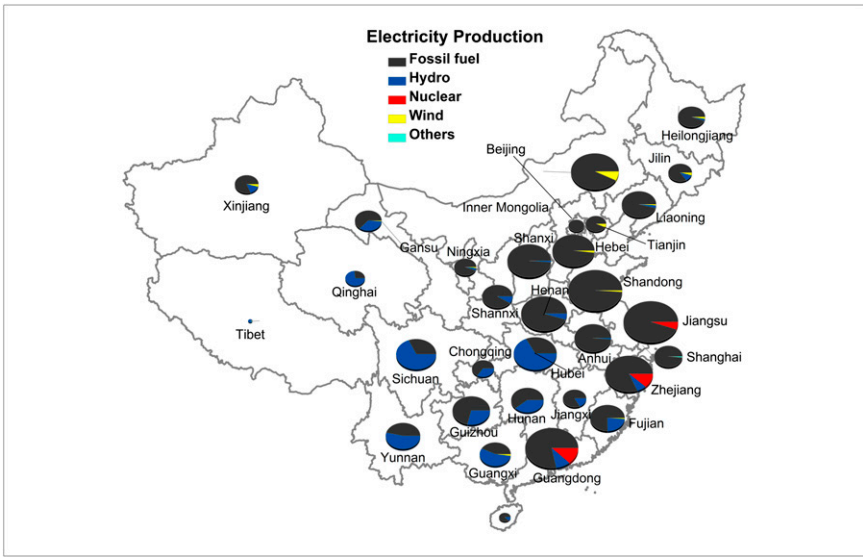 Electricity Production
Fossil fuel
Hydro
Nuclear
Wind
Others
Heilongjiang
Beijing
Jilin
Xinjiang
Inner Mongolia
Liaoning
Gansu
Ningxia
Shanxi
Hebei
Tianjin
Qinghai
Shannxi
Henan
Shandong
Tibet
Jiangsu
Chongqing
Anhui
Shanghai
Sichuan
Hubei
Zhejiang
Guizhou
Hunan
Jiangxi
Fujian
Yunnan
Guangxi
Guangdong